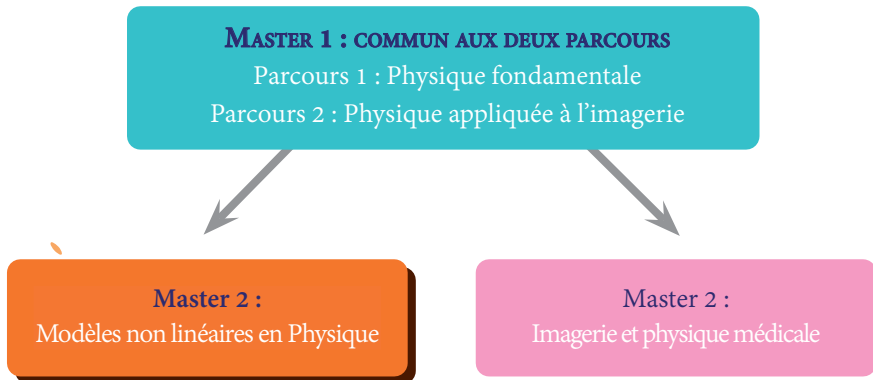 MASTER 1 : COMMUN AUX DEUX PARCOURS
Parcours 1 : Physique fondamentale
Parcours 2 : Physique appliquée à l’imagerie
Master 2 :
Modèles non linéaires en Physique
Master 2 :
Imagerie et physique médicale